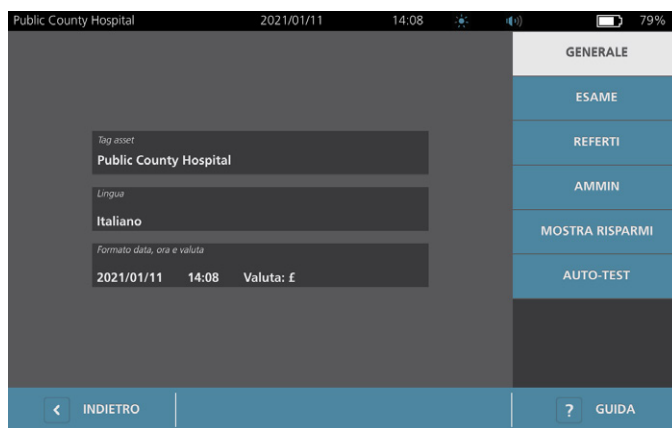 Public County Hospital 2021/01/11 14:08 79%
GENERALE
ESAME
Tag asset
Public County Hospital
REFERTI
Lingua
Italiano
AMMIN
MOSTRA RISPARMI
Formato data, ora e valuta
2021/01/11 14:08 Valuta: £
AUTO-TEST
< INDIETRO
? GUIDA